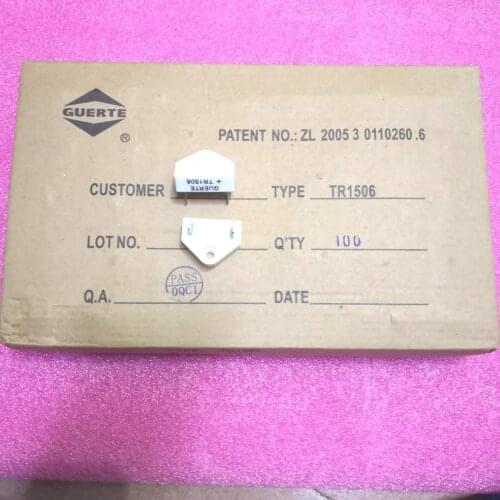 GUERTE
®
PATENT NO.: ZL 2005 3 0110260 .6
CUSTOMER
GUERTE
+ TR1506
TYPE TR1506
LOT NO.
Q'TY 100
PASS
OQC1
Q.A.
DATE